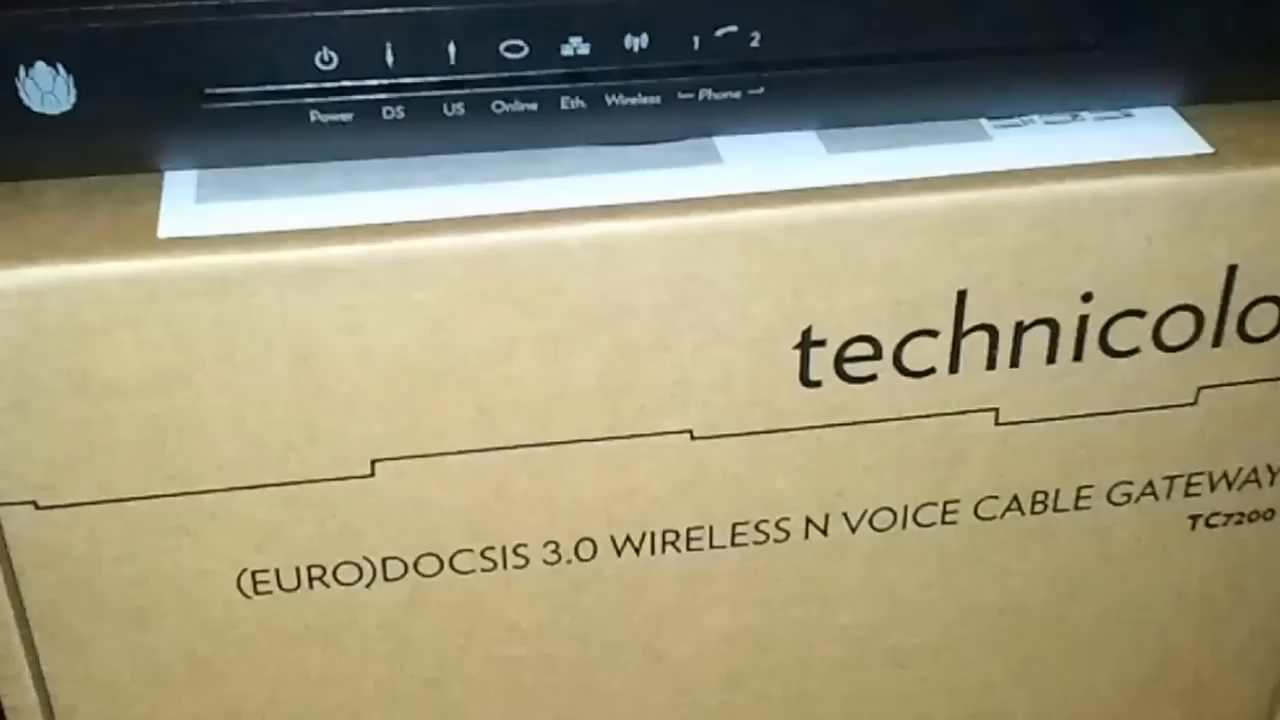 1 2
Power DS US Online Eth. Wireless Phone
technicolo
(EURO)DOCSIS 3.0 WIRELESS N VOICE CABLE GATEWAY
TC7200